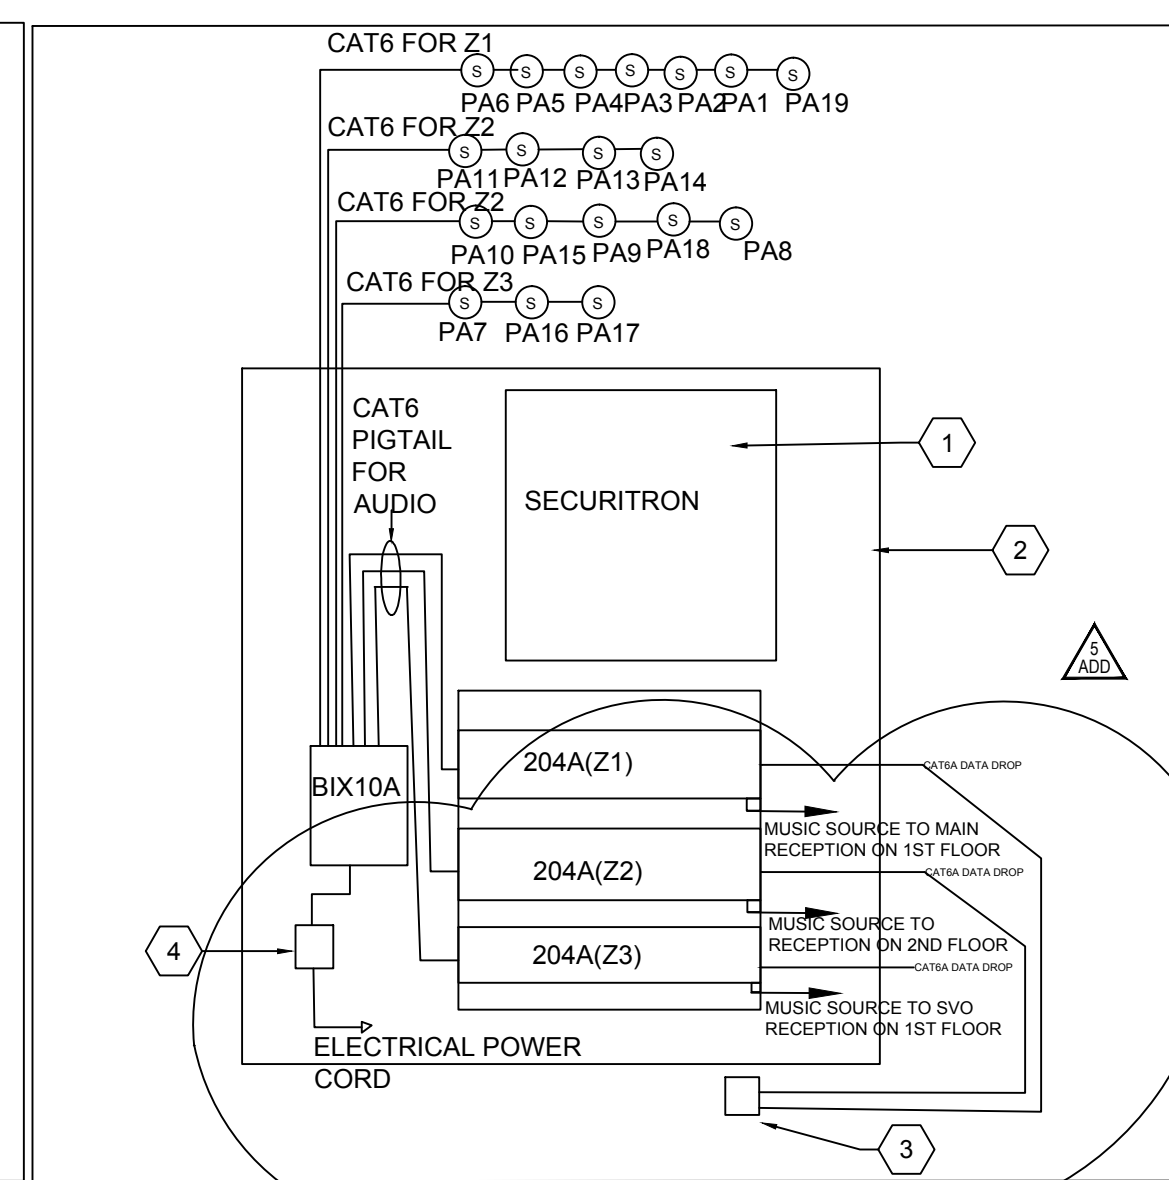 CAT6 FOR Z1
S S S S S S S
PA6 PA5 PA4 PA3 PA2 PA1 PA19
CAT6 FOR Z2
S S S S
PA11 PA12 PA13 PA14
CAT6 FOR Z2
S S S S S
PA10 PA15 PA9 PA18 PA8
CAT6 FOR Z3
S S S
PA7 PA16 PA17
CAT6
PIGTAIL
FOR
AUDIO
SECURITRON
1
2
5
ADD
BIX10A
204A(Z1)
CAT6A DATA DROP
MUSIC SOURCE TO MAIN
RECEPTION ON 1ST FLOOR
204A(Z2)
CAT6A DATA DROP
MUSIC SOURCE TO
RECEPTION ON 2ND FLOOR
204A(Z3)
CAT6A DATA DROP
MUSIC SOURCE TO SVO
RECEPTION ON 1ST FLOOR
4
ELECTRICAL POWER
CORD
3